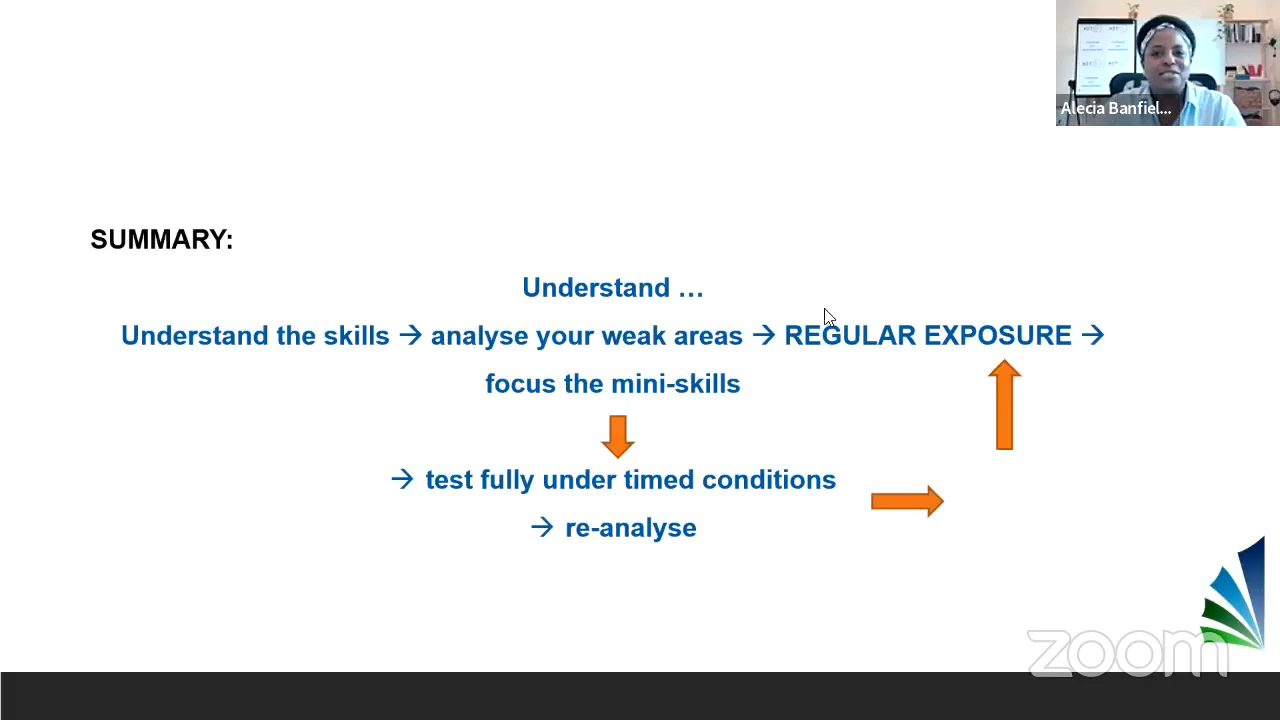 Alecia Banfiel...
SUMMARY:
Understand ...
Understand the skills → analyse your weak areas → REGULAR EXPOSURE →
focus the mini-skills
→ test fully under timed conditions
→ re-analyse
zoom